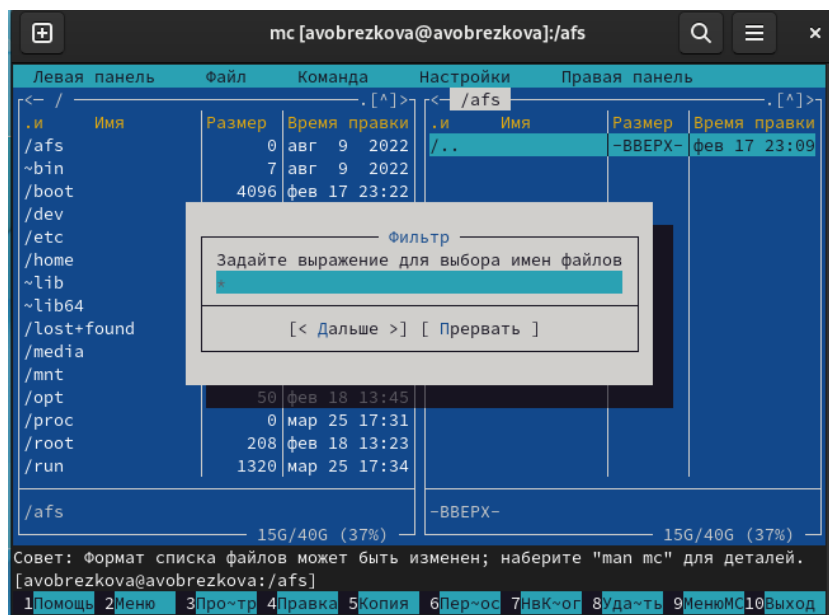 mc [avobrezkova@avobrezkova]:/afs
Левая панель Файл Команда Настройки Правая панель
<— / .[^]> <— /afs .[^]>
.и Имя Размер Время правки .и Имя Размер Время правки
/afs 0 авг 9 2022 /.. -ВВЕРХ- фев 17 23:09
~bin 7 авг 9 2022
/boot 4096 фев 17 23:22
/dev
/etc
Фильтр
/home
Задайте выражение для выбора имен файлов
~lib
*
~lib64
/lost+found
[< Дальше >] [ Прервать ]
/media
/mnt
/opt 50 фев 18 13:45
/proc 0 мар 25 17:31
/root 208 фев 18 13:23
/run 1320 мар 25 17:34
/afs -ВВЕРХ-
15G/40G (37%) 15G/40G (37%)
Совет: Формат списка файлов может быть изменен; наберите "man mc" для деталей.
[avobrezkova@avobrezkova:/afs]
1Помощь 2Меню 3Про~тр 4Правка 5Копия 6Пер~ос 7НвК~ог 8Уда~ть 9МенюМС 10Выход